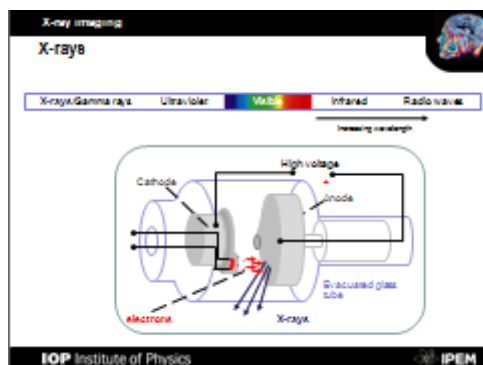 X-ray imaging
X-rays
X-rays/Gamma rays Ultraviolet Visible Infrared Radio waves
Increasing wavelength
High voltage
Cathode
Anode
Evacuated glass
tube
electrons
X-rays
IOP Institute of Physics IPEM